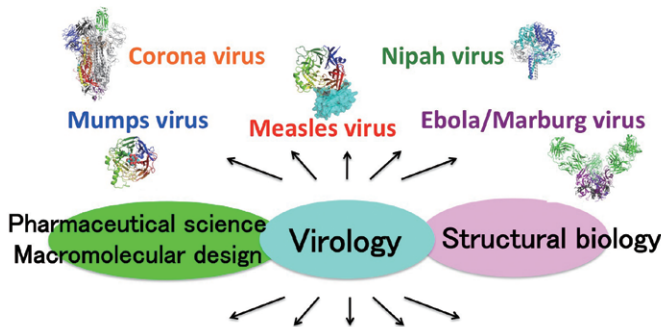 Corona virus
Nipah virus
Mumps virus
Measles virus
Ebola/Marburg virus
Pharmaceutical science
Macromolecular design
Virology
Structural biology